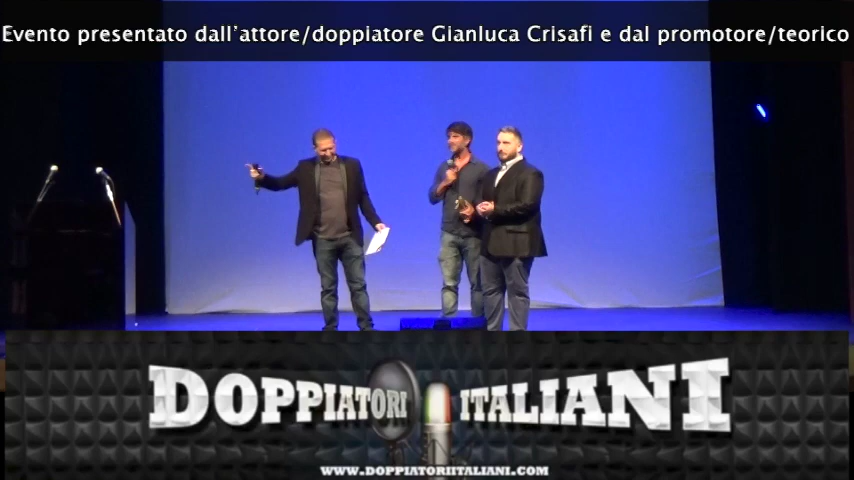 Evento presentato dall'attore/doppiatore Gianluca Crisafi e dal promotore/teorico
DOPPIATORI ITALIANI
WWW.DOPPIATORIITALIANI.COM